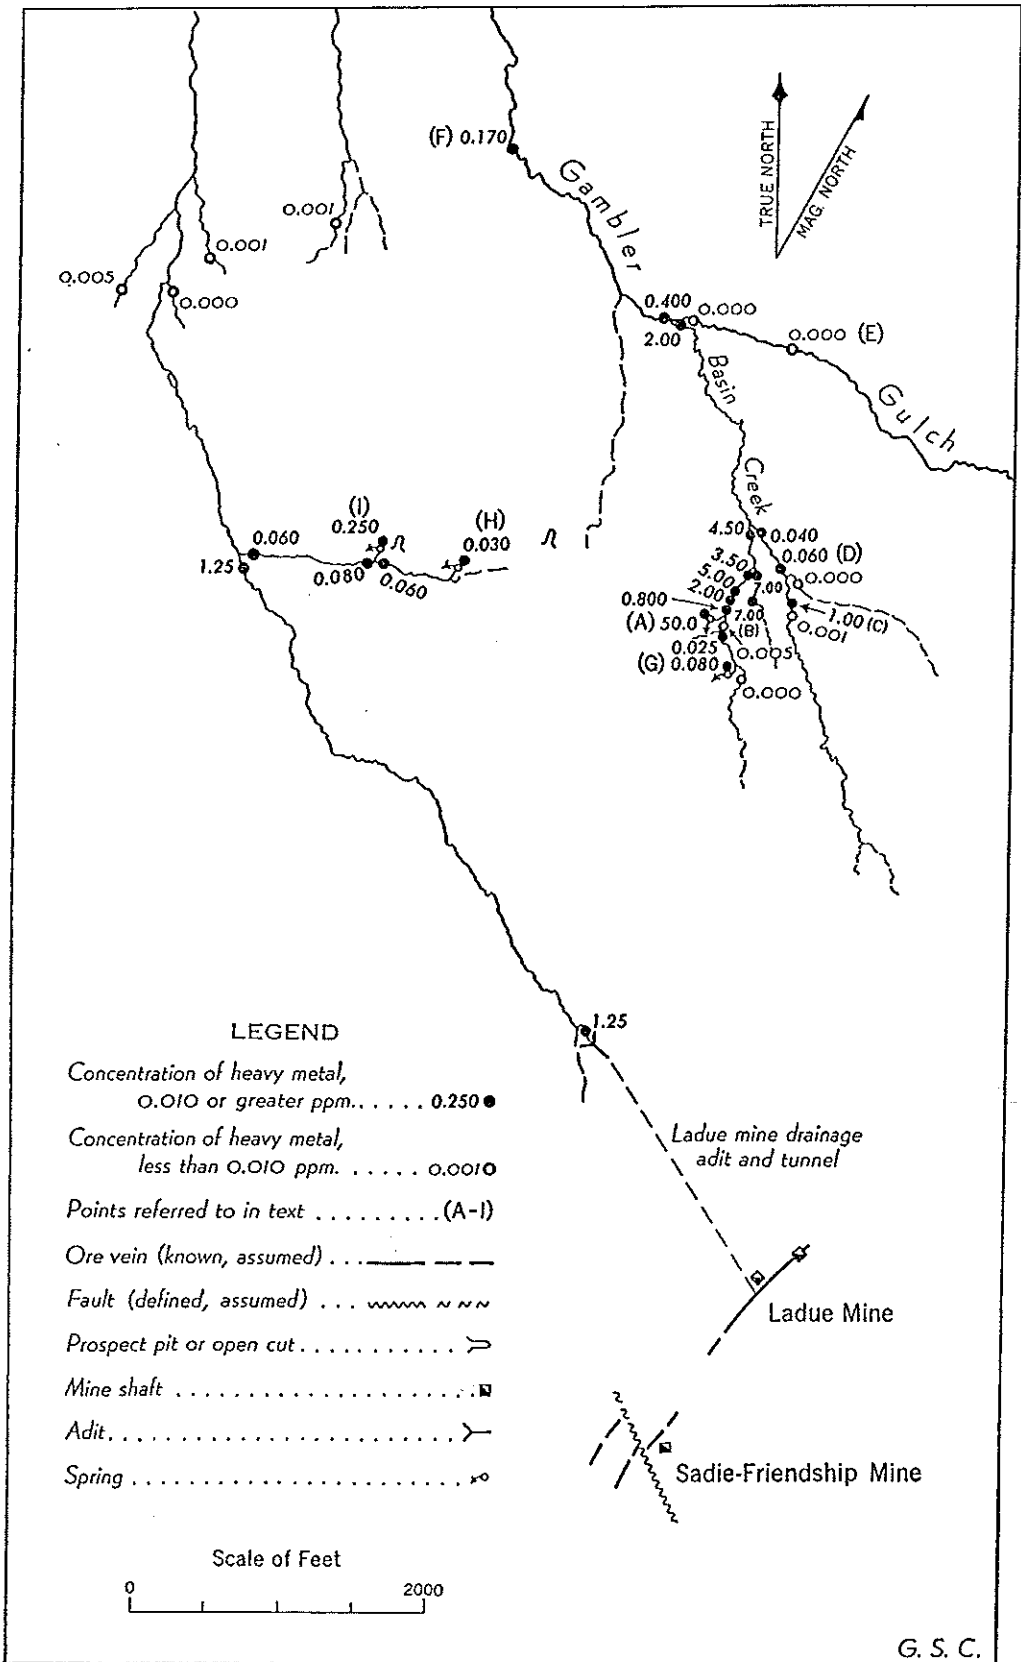 (F) 0.170
Gambler
TRUE NORTH
MAG. NORTH
0.001
0.001
0.005
0.000
0.400
0.000
2.00
0.000 (E)
Basin
Gulch
Creek
(I)
0.250
(H)
0.030
0.060
1.25
0.080
0.060
4.50
0.040
0.060 (D)
3.50
0.000
5.00
7.00
2.00
0.800
1.00 (C)
7.00
(B)
(A) 50.0
0.001
0.025
0.005
(G) 0.080
0.000
1.25
LEGEND
Concentration of heavy metal,
0.010 or greater ppm...... 0.250
Concentration of heavy metal,
less than 0.010 ppm. ...... 0.001
Points referred to in text .........(A-I)
Ore vein (known, assumed) ...
Fault (defined, assumed) ...
Prospect pit or open cut............
Mine shaft ......................
Adit...........................
Spring .........................
Ladue mine drainage
adit and tunnel
Ladue Mine
Sadie-Friendship Mine
Scale of Feet
0 2000
G. S. C.